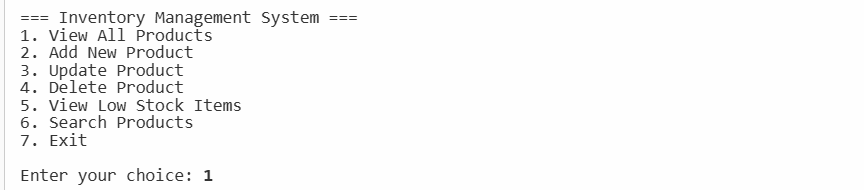 === Inventory Management System ===
1. View All Products
2. Add New Product
3. Update Product
4. Delete Product
5. View Low Stock Items
6. Search Products
7. Exit
Enter your choice: 1